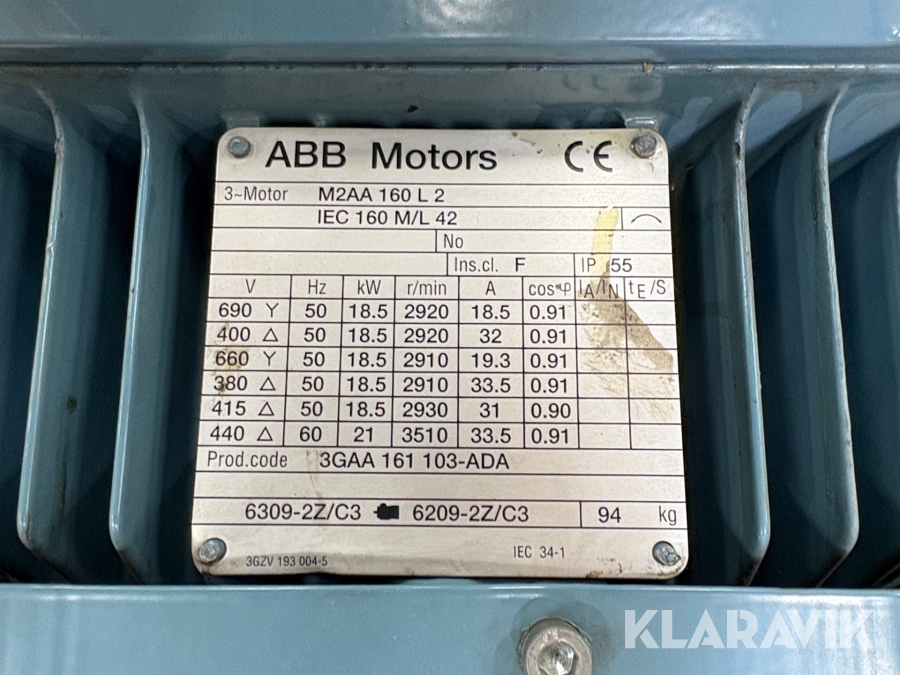 ABB Motors CE
3~Motor M2AA 160 L 2
IEC 160 M/L 42
No
Ins.cl. F IP 55
V Hz kW r/min A cos φ IA/IN tE/S
690 Y 50 18.5 2920 18.5 0.91
400 △ 50 18.5 2920 32 0.91
660 Y 50 18.5 2910 19.3 0.91
380 △ 50 18.5 2910 33.5 0.91
415 △ 50 18.5 2930 31 0.90
440 △ 60 21 3510 33.5 0.91
Prod.code 3GAA 161 103-ADA
6309-2Z/C3 6209-2Z/C3 94 kg
3GZV 193 004-5 IEC 34-1
KLARAVIK